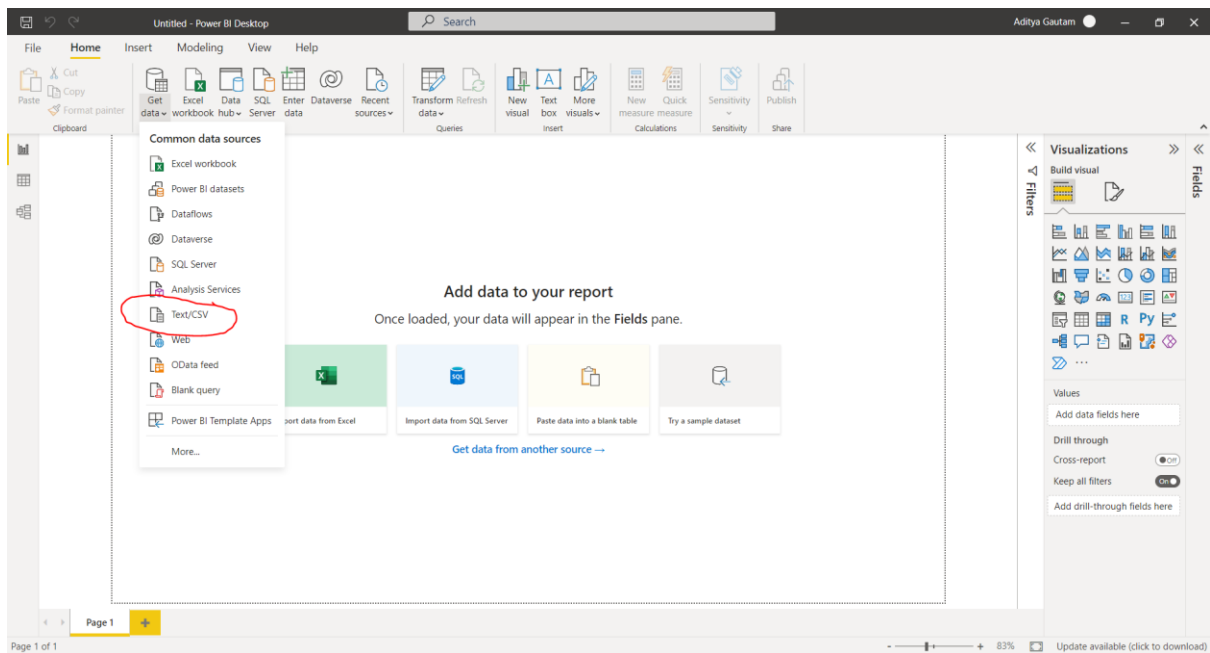 Untitled - Power BI Desktop
Search
Aditya Gautam
File Home Insert Modeling View Help
Paste
Cut
Copy
Format painter
Clipboard
Get data
Excel workbook
Data hub
SQL Server
Enter data
Dataverse
Recent sources
Transform data
Refresh
Queries
New visual
Text box
More visuals
Insert
New measure
Quick measure
Calculations
Sensitivity
Sensitivity
Publish
Share
Common data sources
Excel workbook
Power BI datasets
Dataflows
Dataverse
SQL Server
Analysis Services
Text/CSV
Web
OData feed
Blank query
Power BI Template Apps
More...
Add data to your report
Once loaded, your data will appear in the Fields pane.
port data from Excel
Import data from SQL Server
Paste data into a blank table
Try a sample dataset
Get data from another source →
Filters
Visualizations
Build visual
R Py
123
...
Values
Add data fields here
Drill through
Cross-report
Off
Keep all filters
On
Add drill-through fields here
Fields
Page 1
Page 1 of 1
- + 83%
Update available (click to download)